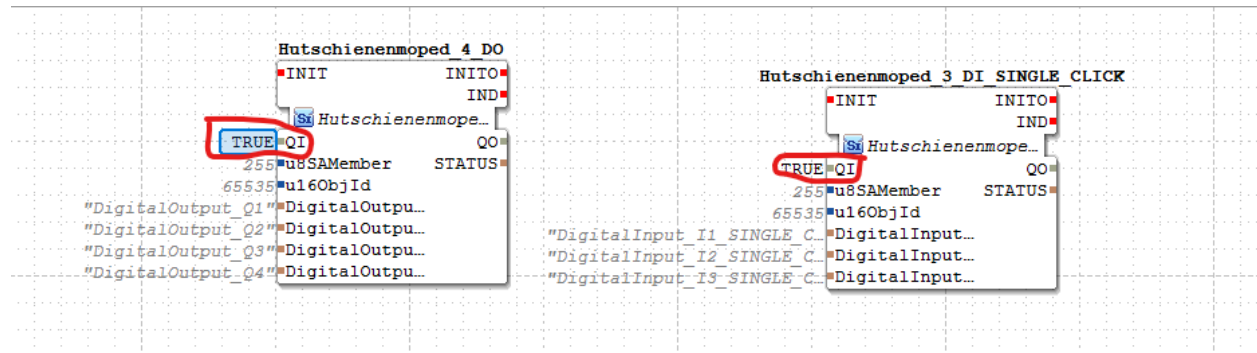 Hutschienenmoped_4_DO
INIT INITO
IND
SI Hutschienenmope…
TRUE QI QO
255 u8SAMember STATUS
65535 u16ObjId
"DigitalOutput_Q1" DigitalOutpu…
"DigitalOutput_Q2" DigitalOutpu…
"DigitalOutput_Q3" DigitalOutpu…
"DigitalOutput_Q4" DigitalOutpu…
Hutschienenmoped_3_DI_SINGLE_CLICK
INIT INITO
IND
SI Hutschienenmope…
TRUE QI QO
255 u8SAMember STATUS
65535 u16ObjId
"DigitalInput_I1_SINGLE_C… DigitalInput…
"DigitalInput_I2_SINGLE_C… DigitalInput…
"DigitalInput_I3_SINGLE_C… DigitalInput…